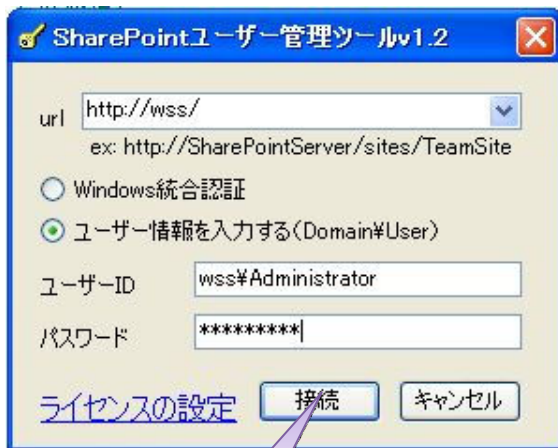 SharePointユーザー管理ツールv1.2
url http://wss/
ex: http://SharePointServer/sites/TeamSite
Windows統合認証
ユーザー情報を入力する(Domain¥User)
ユーザーID wss¥Administrator
パスワード *********
ライセンスの設定 接続 キャンセル